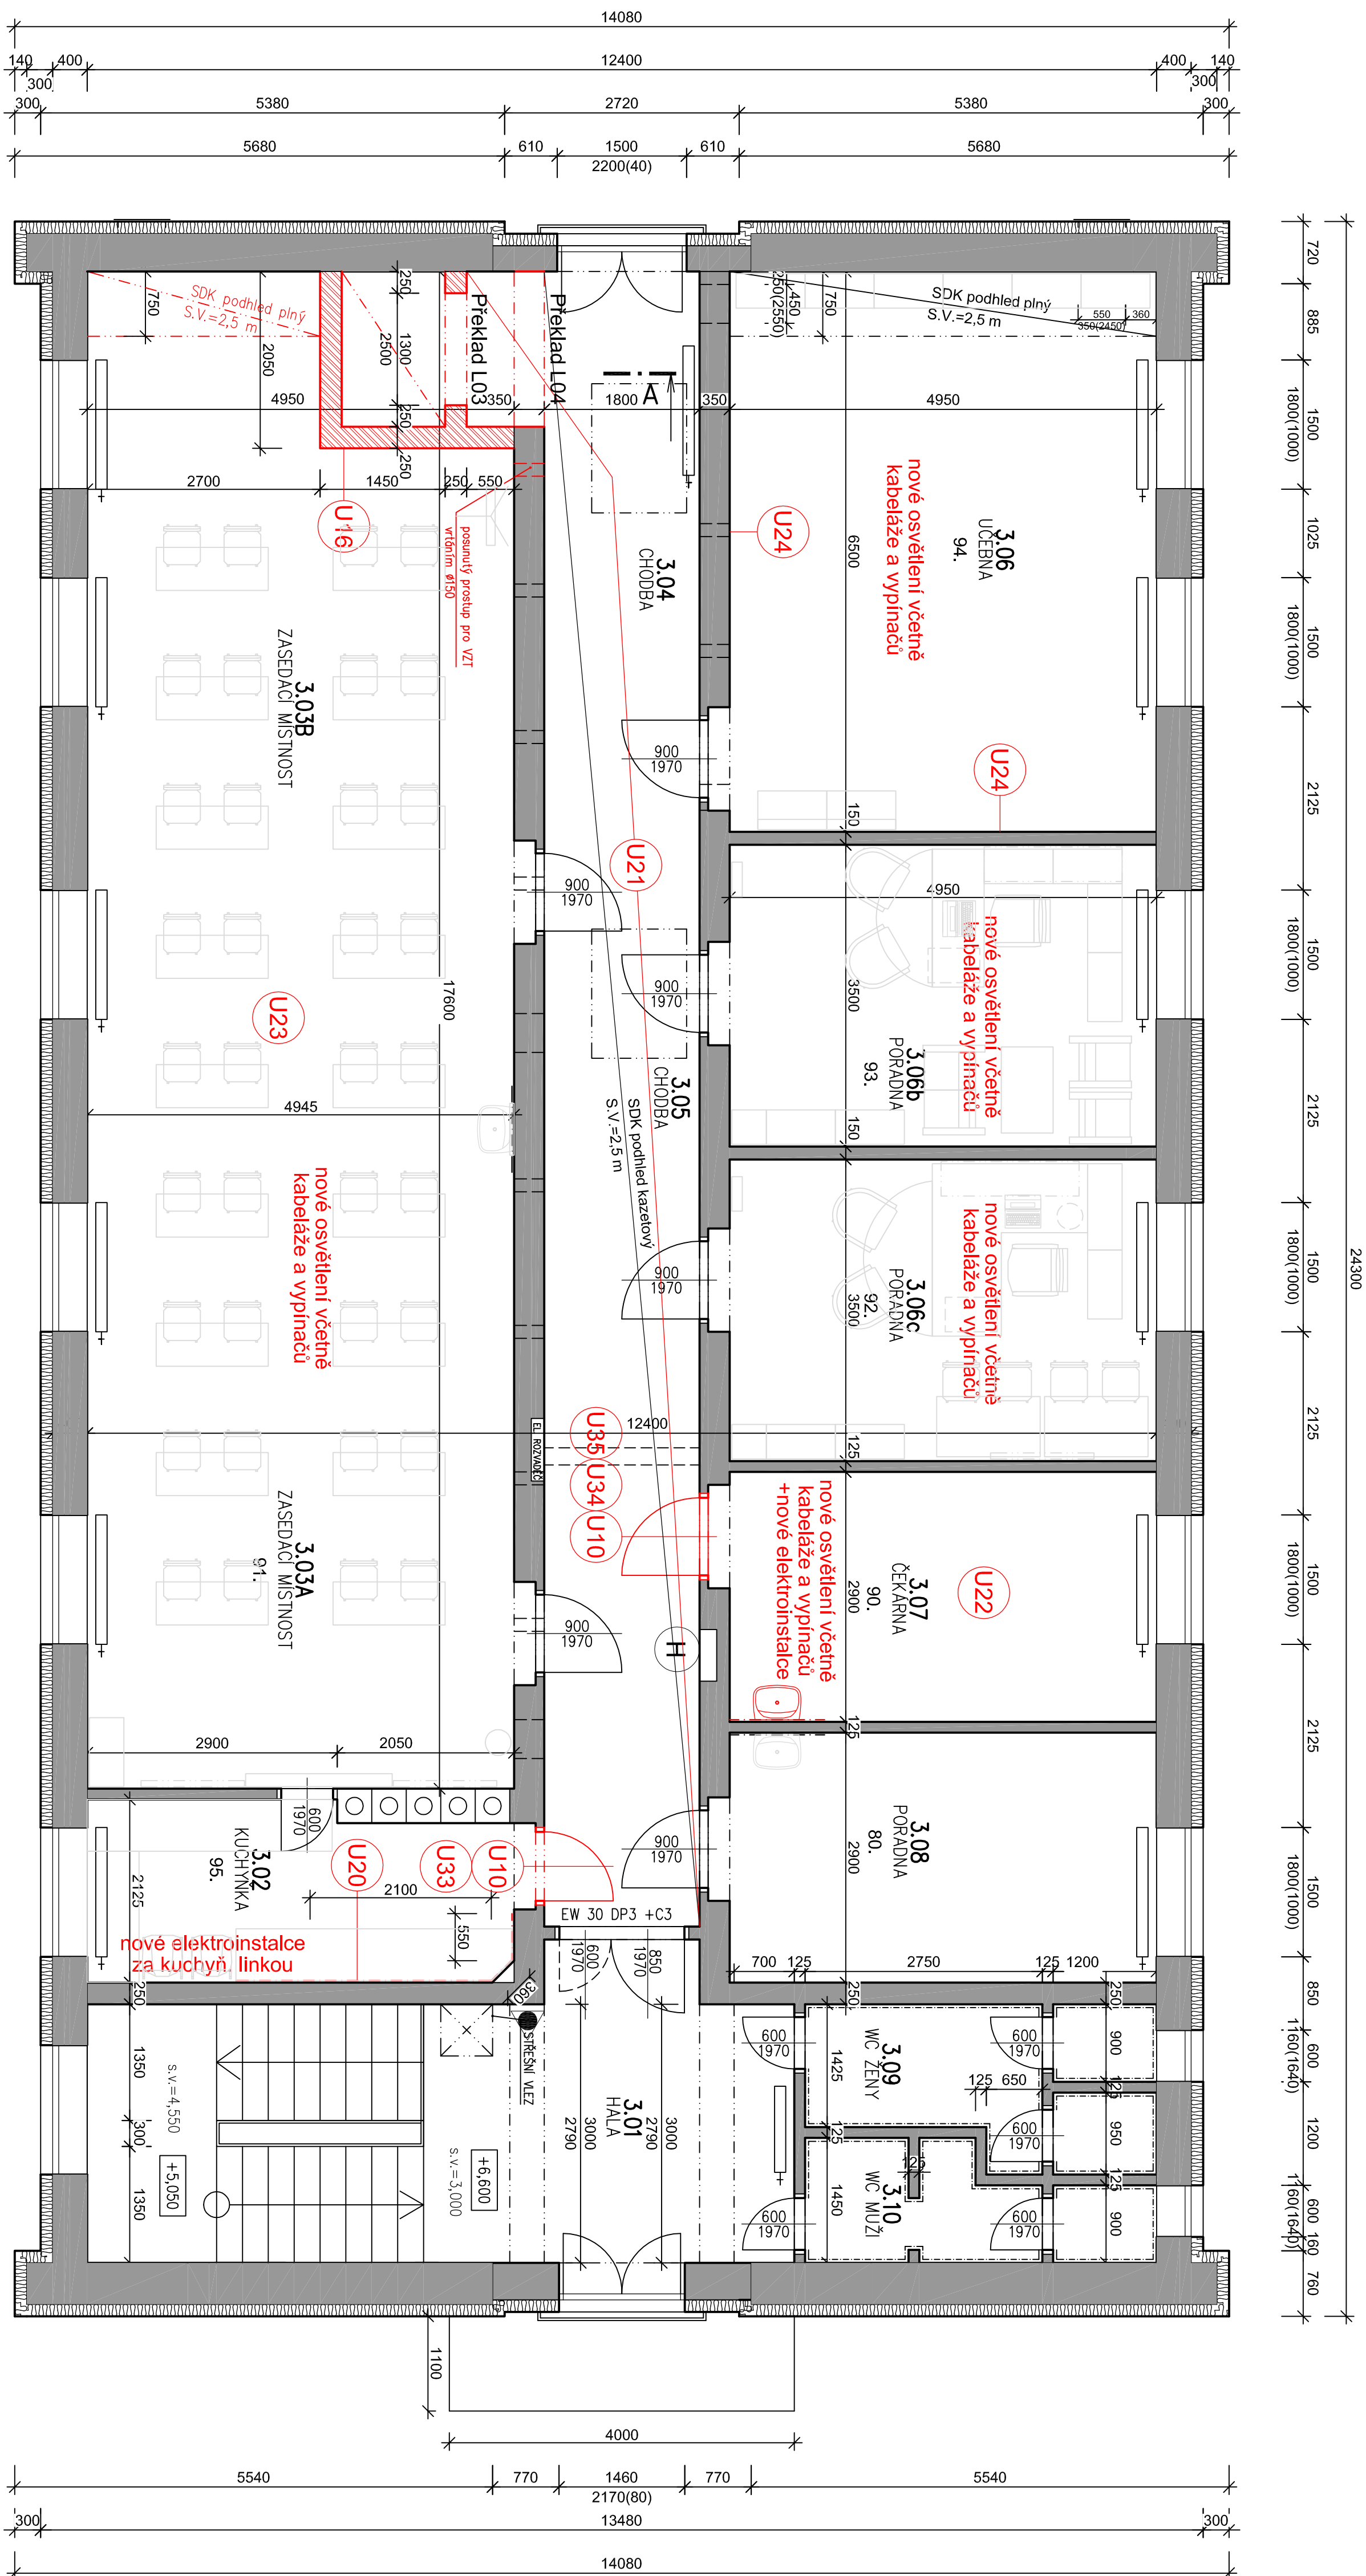 14080
140
400
12400
400
140
300
300
300
5380
2720
5380
300
5680
610
1500
610
5680
2200(40)
24300
720
885
1500
1800(1000)
1025
1500
1800(1000)
2125
1500
1800(1000)
2125
1500
1800(1000)
2125
1500
1800(1000)
2125
1500
1800(1000)
850
600
1160(1640)
1200
600
1160(1640)
160
760
SDK podhled plný
S.V.=2,5 m
750
2050
250
1300
2500
250
250
Překlad L03
Překlad L04
350
1800
350
4950
4950
A
250(2550)
450
750
SDK podhled plný
S.V.=2,5 m
550
360
350(2450)
2700
1450
250
550
U16
posunutý prostup pro VZT
vrtáním ø150
U24
nové osvětlení včetně
kabeláže a vypínačů
3.06
UČEBNA
94.
6500
U24
150
3.04
CHODBA
900
1970
3.03B
ZASEDACÍ MÍSTNOST
U21
900
1970
4950
nové osvětlení včetně
kabeláže a vypínačů
3500
3.06b
PORADNA
93.
150
900
1970
17600
U23
3.05
CHODBA
SDK podhled kazetový
S.V.=2,5 m
4945
nové osvětlení včetně
kabeláže a vypínačů
nové osvětlení včetně
kabeláže a vypínačů
3.06c
PORADNA
92.
3500
125
900
1970
12400
EL. ROZVADĚČ
U35
U34
U10
nové osvětlení včetně
kabeláže a vypínačů
+nové elektroinstalce
3.07
ČEKÁRNA
90.
2900
U22
125
3.03A
ZASEDACÍ MÍSTNOST
91.
900
1970
H
2900
2050
600
1970
3.02
KUCHYŇKA
95.
U20
U33
U10
2100
550
2125
nové elektroinstalce
za kuchyň. linkou
900
1970
3.08
PORADNA
80.
2900
EW 30 DP3 +C3
600
1970
850
1970
700
125
2750
125
1200
250
250
250
360
STŘEŠNÍ VLEZ
1350
300
1350
s.v.=4,550
+5,050
+6,600
s.v.=3,000
3.01
HALA
3000
2790
3000
2790
600
1970
1425
3.09
WC ŽENY
600
1970
900
125
125
650
600
1970
950
125
125
3.10
WC MUŽI
1450
125
600
1970
600
1970
900
1100
4000
5540
770
1460
770
5540
2170(80)
300
13480
300
14080